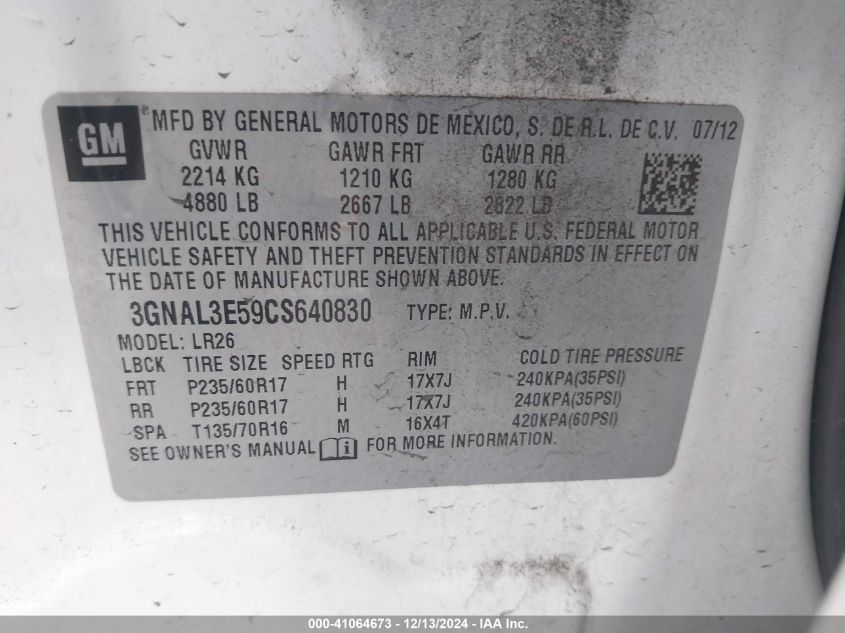 GM
® MFD BY GENERAL MOTORS DE MEXICO, S. DE R.L. DE C.V. 07/12
GVWR GAWR FRT GAWR RR
2214 KG 1210 KG 1280 KG
4880 LB 2667 LB 2822 LB
THIS VEHICLE CONFORMS TO ALL APPLICABLE U.S. FEDERAL MOTOR
VEHICLE SAFETY AND THEFT PREVENTION STANDARDS IN EFFECT ON
THE DATE OF MANUFACTURE SHOWN ABOVE.
3GNAL3E59CS640830 TYPE: M.P.V.
MODEL: LR26
LBCK TIRE SIZE SPEED RTG RIM COLD TIRE PRESSURE
FRT P235/60R17 H 17X7J 240KPA(35PSI)
RR P235/60R17 H 17X7J 240KPA(35PSI)
SPA T135/70R16 M 16X4T 420KPA(60PSI)
SEE OWNER'S MANUAL i FOR MORE INFORMATION.
000-41064673 - 12/13/2024 - IAA Inc.